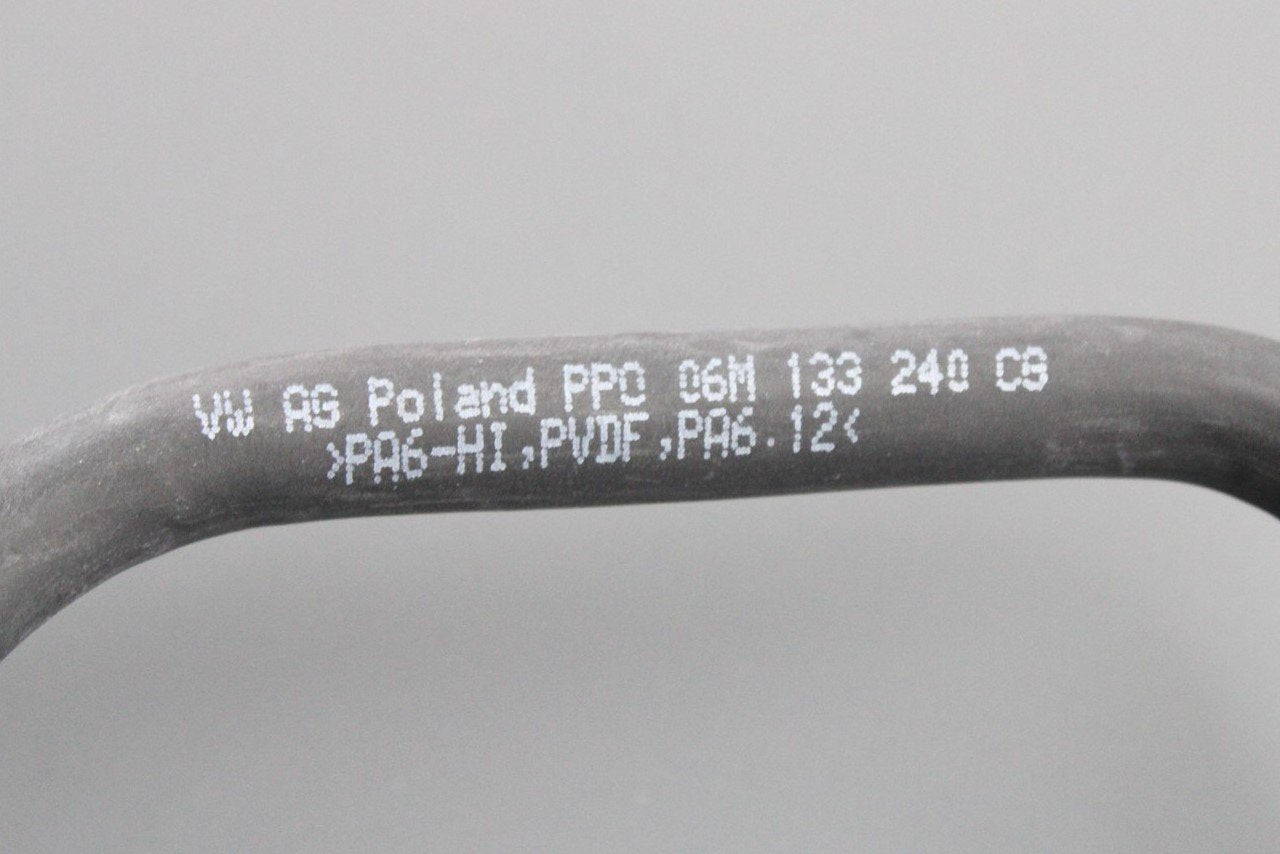 VW AG Poland PPO 06M 133 240 CB
>PA6-HI,PVDF,PA6.12<